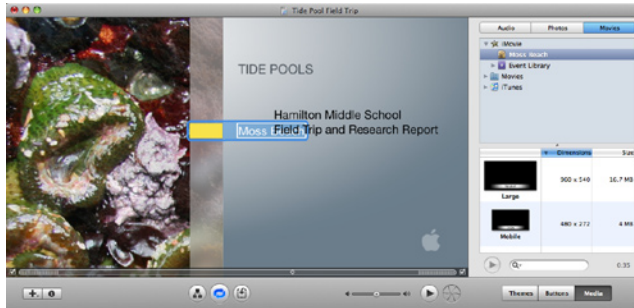 Tide Pool Field Trip
Audio
Photos
Movies
iMovie
Moss Beach
Event Library
Movies
iTunes
TIDE POOLS
Hamilton Middle School
Moss
Field Trip and Research Report
Dimensions
Size
960 x 540
16.7 MB
Large
480 x 272
4 MB
Mobile
0:35
Themes
Buttons
Media